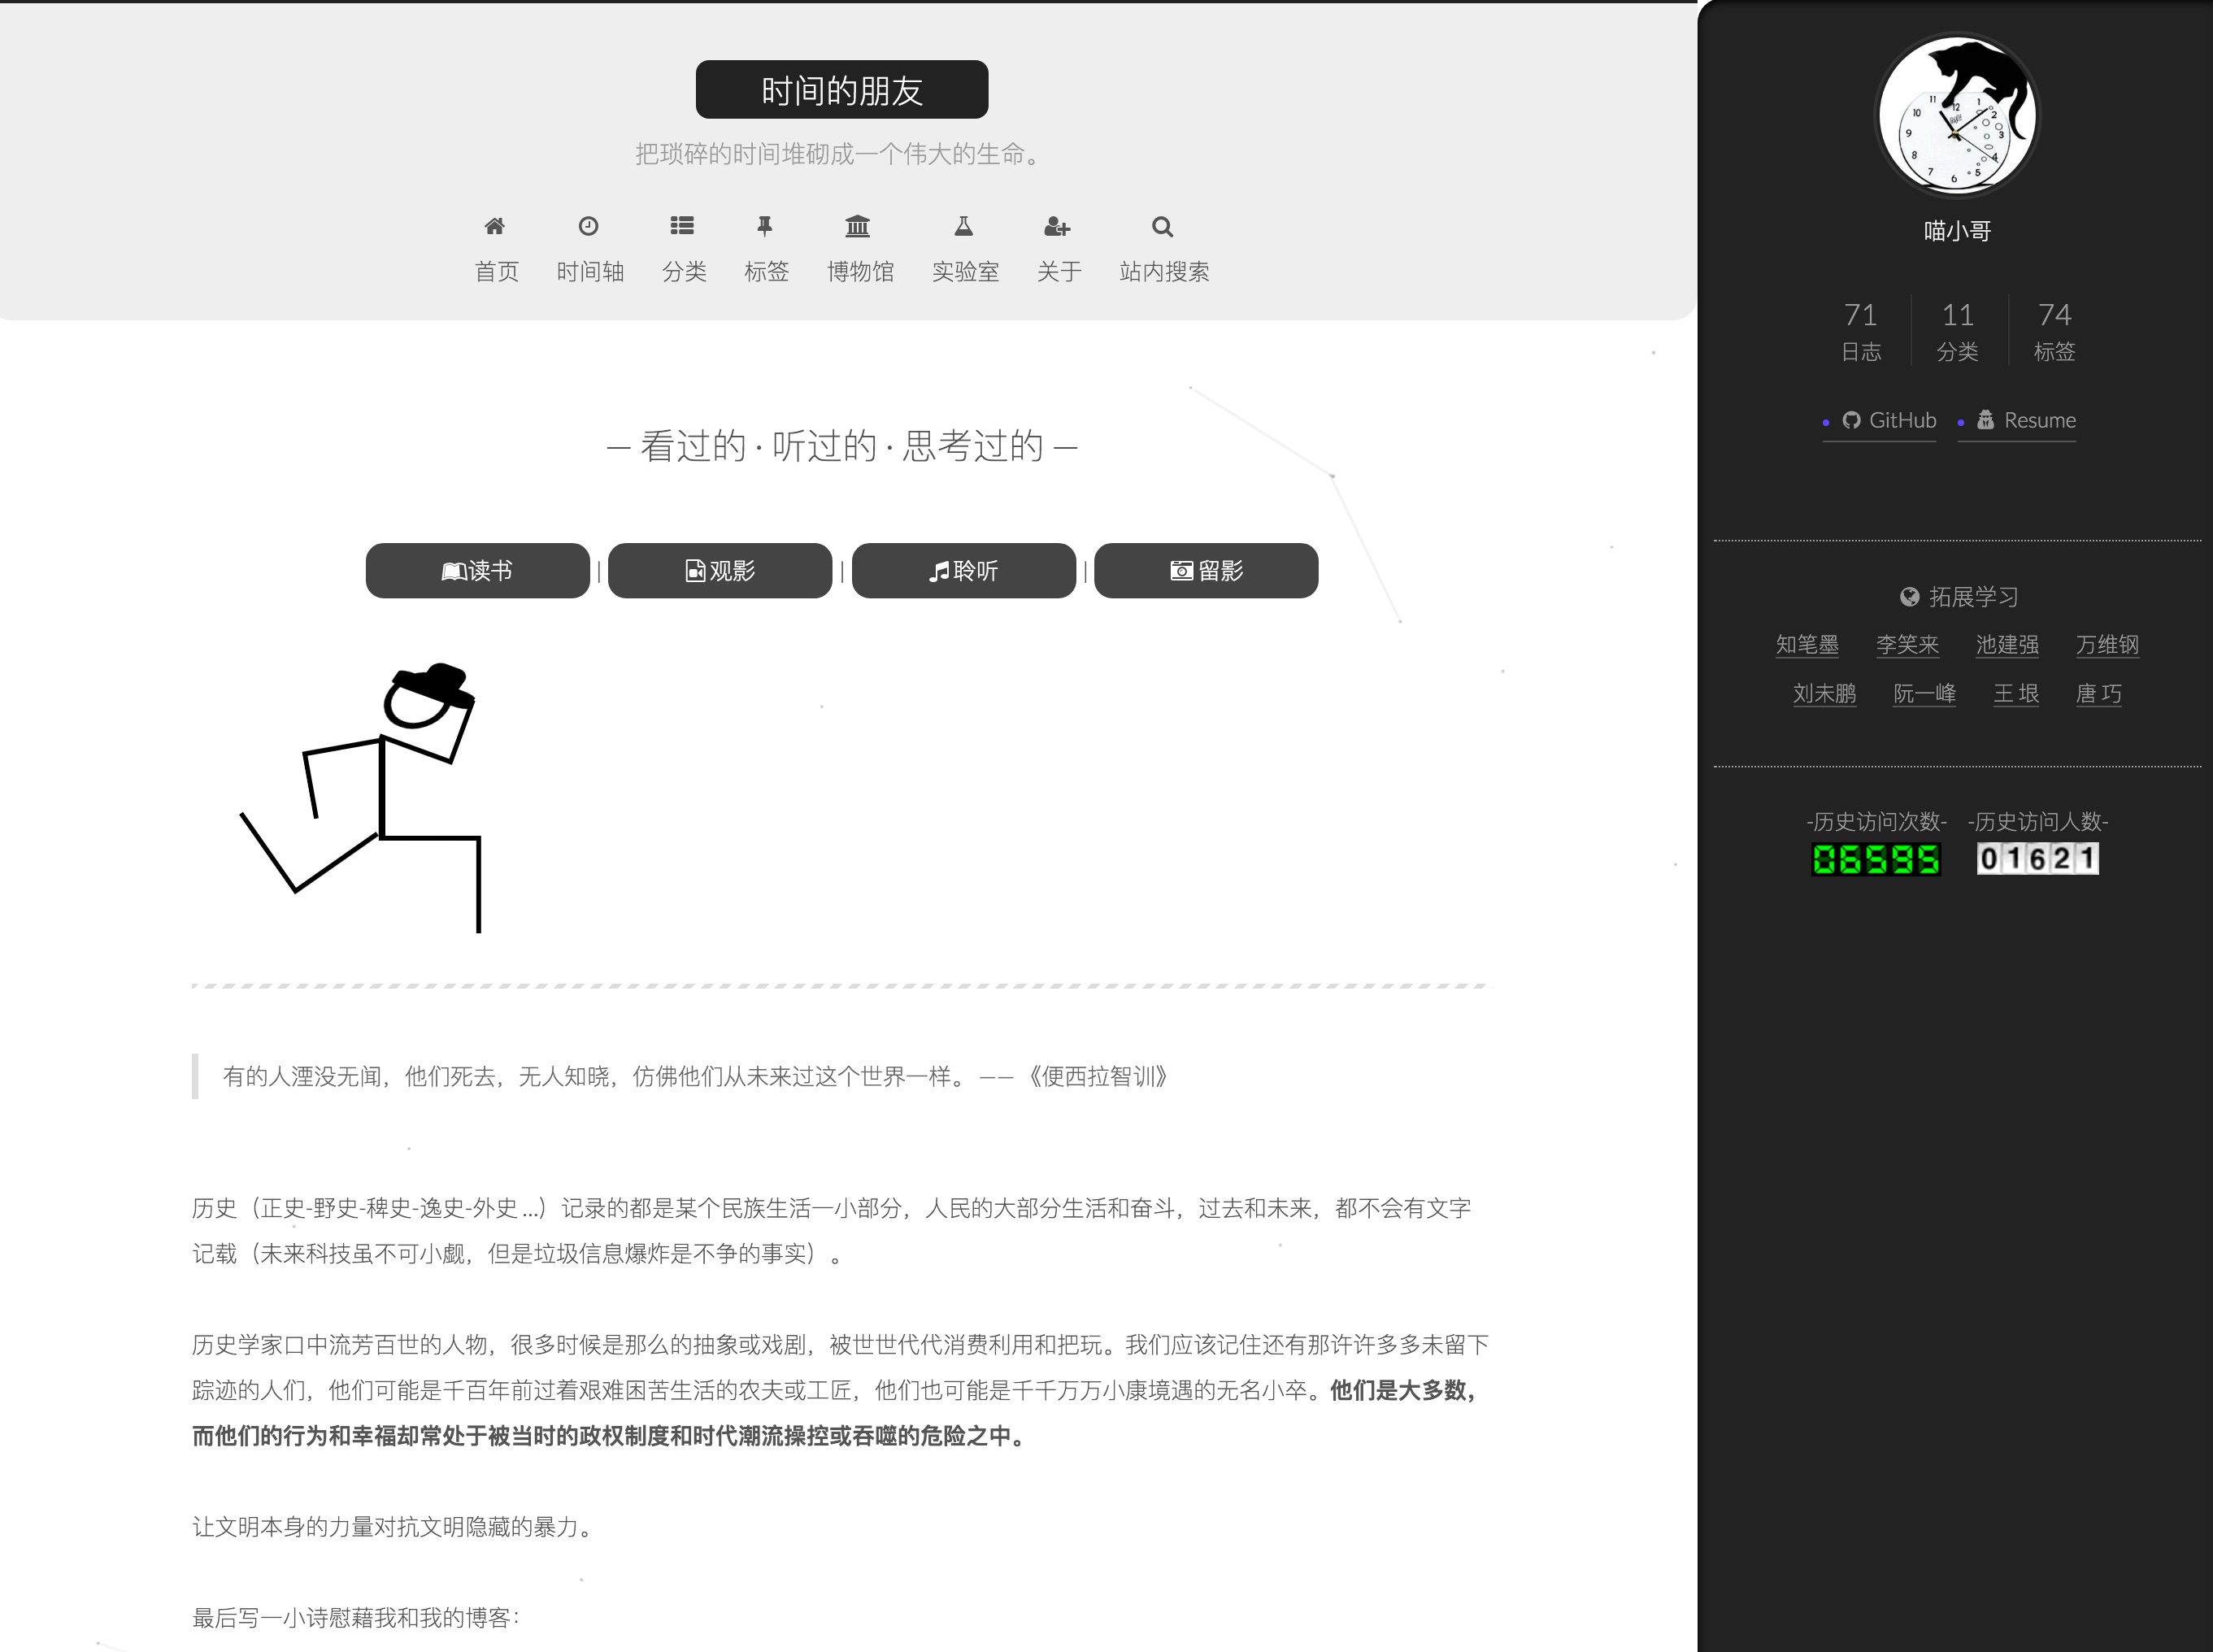 时间的朋友
把琐碎的时间堆砌成一个伟大的生命。
首页 时间轴 分类 标签 博物馆 实验室 关于 站内搜索
— 看过的 · 听过的 · 思考过的 —
读书 | 观影 | 聆听 | 留影
有的人湮没无闻，他们死去，无人知晓，仿佛他们从未来过这个世界一样。 —— 《便西拉智训》
历史（正史-野史-稗史-逸史-外史 ...）记录的都是某个民族生活一小部分，人民的大部分生活和奋斗，过去和未来，都不会有文字
记载（未来科技虽不可小觑，但是垃圾信息爆炸是不争的事实）。
历史学家口中流芳百世的人物，很多时候是那么的抽象或戏剧，被世世代代消费利用和把玩。我们应该记住还有那许许多多未留下
踪迹的人们，他们可能是千百年前过着艰难困苦生活的农夫或工匠，他们也可能是千千万万小康境遇的无名小卒。他们是大多数，
而他们的行为和幸福却常处于被当时的政权制度和时代潮流操控或吞噬的危险之中。
让文明本身的力量对抗文明隐藏的暴力。
最后写一小诗慰藉我和我的博客：
11 12 1
10 2
9 3
8 4
7 6 5
喵小哥
71 11 74
日志 分类 标签
GitHub Resume
拓展学习
知笔墨 李笑来 池建强 万维钢
刘未鹏 阮一峰 王 垠 唐 巧
-历史访问次数- -历史访问人数-
06595 01621